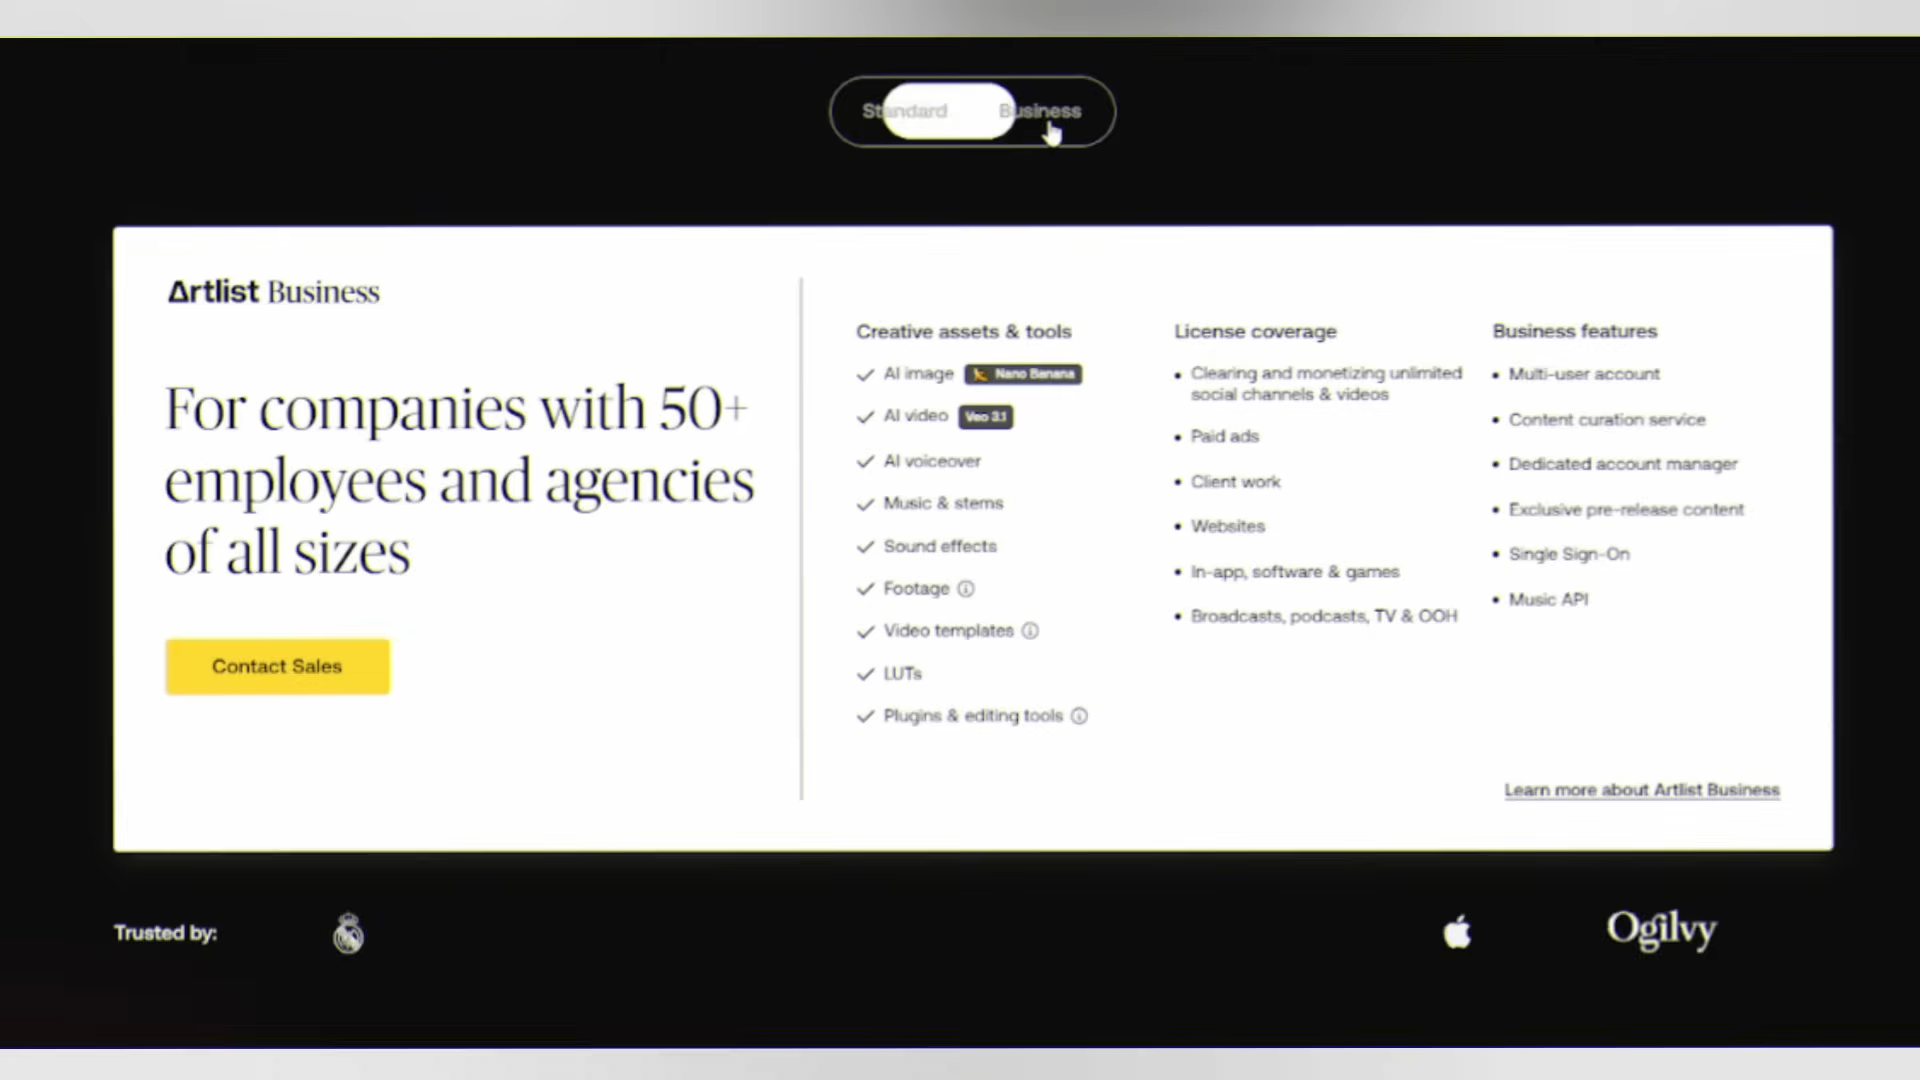 Standard Business
Artlist Business
For companies with 50+
employees and agencies
of all sizes
Contact Sales
Creative assets & tools
AI image Nano Banana
AI video Veo 3.1
AI voiceover
Music & stems
Sound effects
Footage
Video templates
LUTs
Plugins & editing tools
License coverage
Clearing and monetizing unlimited
social channels & videos
Paid ads
Client work
Websites
In-app, software & games
Broadcasts, podcasts, TV & OOH
Business features
Multi-user account
Content curation service
Dedicated account manager
Exclusive pre-release content
Single Sign-On
Music API
Learn more about Artlist Business
Trusted by:
Ogilvy